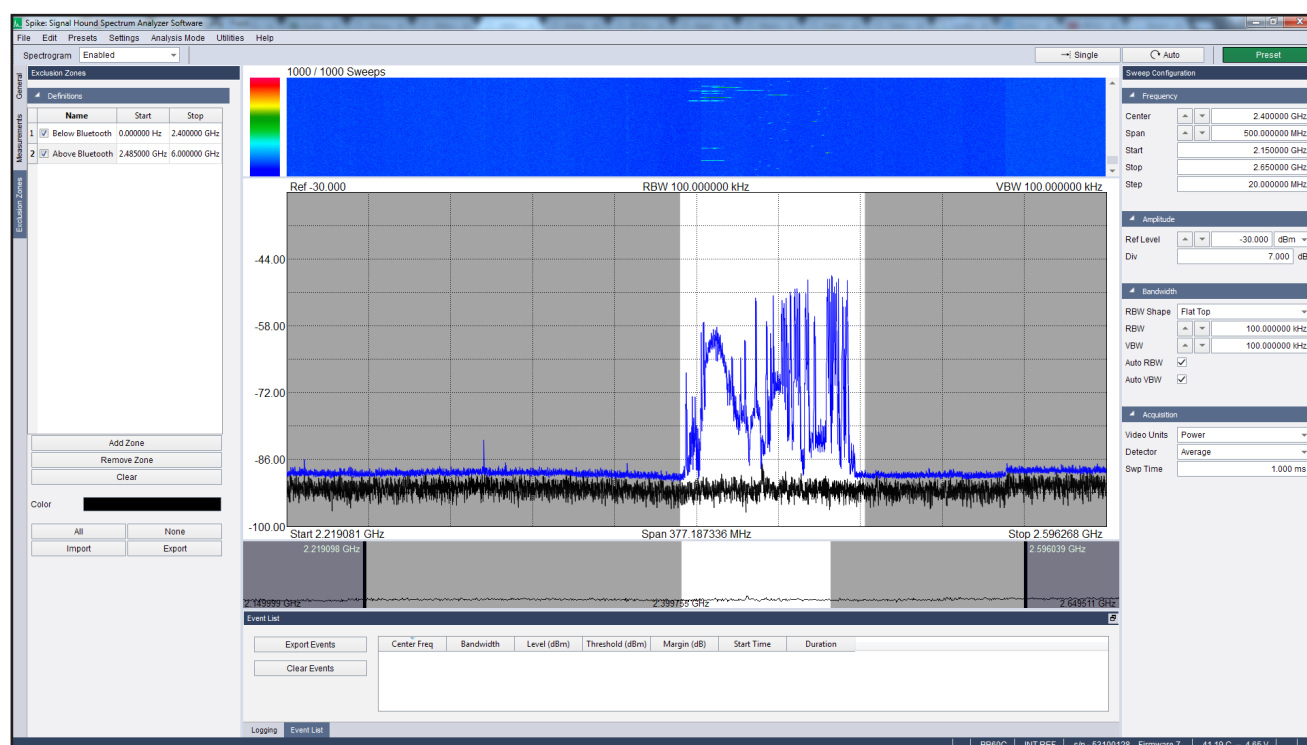 Spike: Signal Hound Spectrum Analyzer Software
File Edit Presets Settings Analysis Mode Utilities Help
Spectrogram Enabled
Single Auto Preset
General
Measurements
Exclusion Zones
Exclusion Zones
Definitions
Name Start Stop
1 Below Bluetooth 0.000000 Hz 2.400000 GHz
2 Above Bluetooth 2.485000 GHz 6.000000 GHz
Add Zone
Remove Zone
Clear
Color
All None
Import Export
1000 / 1000 Sweeps
Ref -30.000 RBW 100.000000 kHz VBW 100.000000 kHz
-44.00
-58.00
-72.00
-86.00
-100.00
Start 2.219081 GHz Span 377.187336 MHz Stop 2.596268 GHz
2.219098 GHz 2.596039 GHz
2.149999 GHz 2.399755 GHz 2.649511 GHz
Event List
Export Events
Clear Events
Center Freq Bandwidth Level (dBm) Threshold (dBm) Margin (dB) Start Time Duration
Logging Event List
Sweep Configuration
Frequency
Center 2.400000 GHz
Span 500.000000 MHz
Start 2.150000 GHz
Stop 2.650000 GHz
Step 20.000000 MHz
Amplitude
Ref Level -30.000 dBm
Div 7.000 dB
Bandwidth
RBW Shape Flat Top
RBW 100.000000 kHz
VBW 100.000000 kHz
Auto RBW
Auto VBW
Acquisition
Video Units Power
Detector Average
Swp Time 1.000 ms